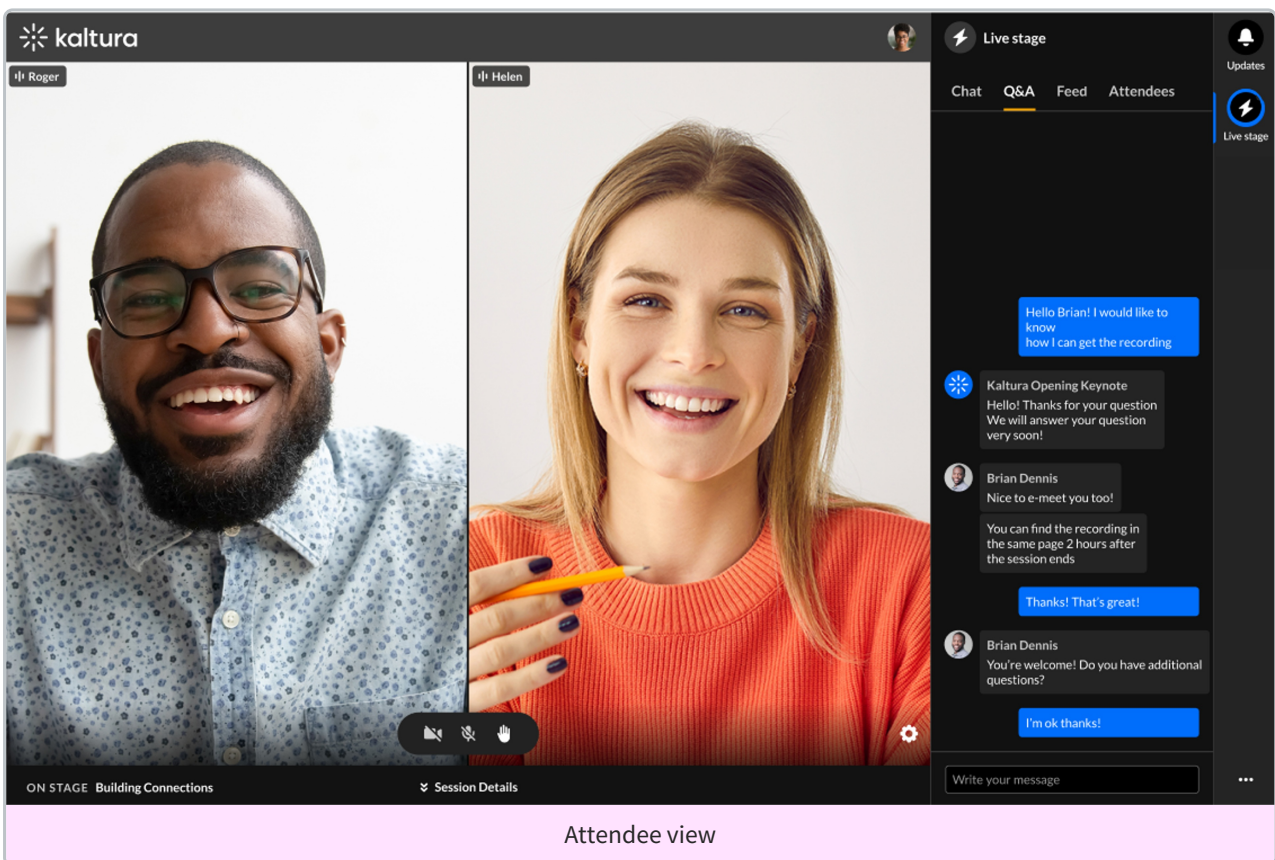 kaltura
Roger
Helen
ON STAGE Building Connections
Session Details
Live stage
Chat Q&A Feed Attendees
Hello Brian! I would like to
know
how I can get the recording
Kaltura Opening Keynote
Hello! Thanks for your question
We will answer your question
very soon!
Brian Dennis
Nice to e-meet you too!
You can find the recording in
the same page 2 hours after
the session ends
Thanks! That's great!
Brian Dennis
You're welcome! Do you have additional
questions?
I'm ok thanks!
Write your message
Updates
Live stage
Attendee view